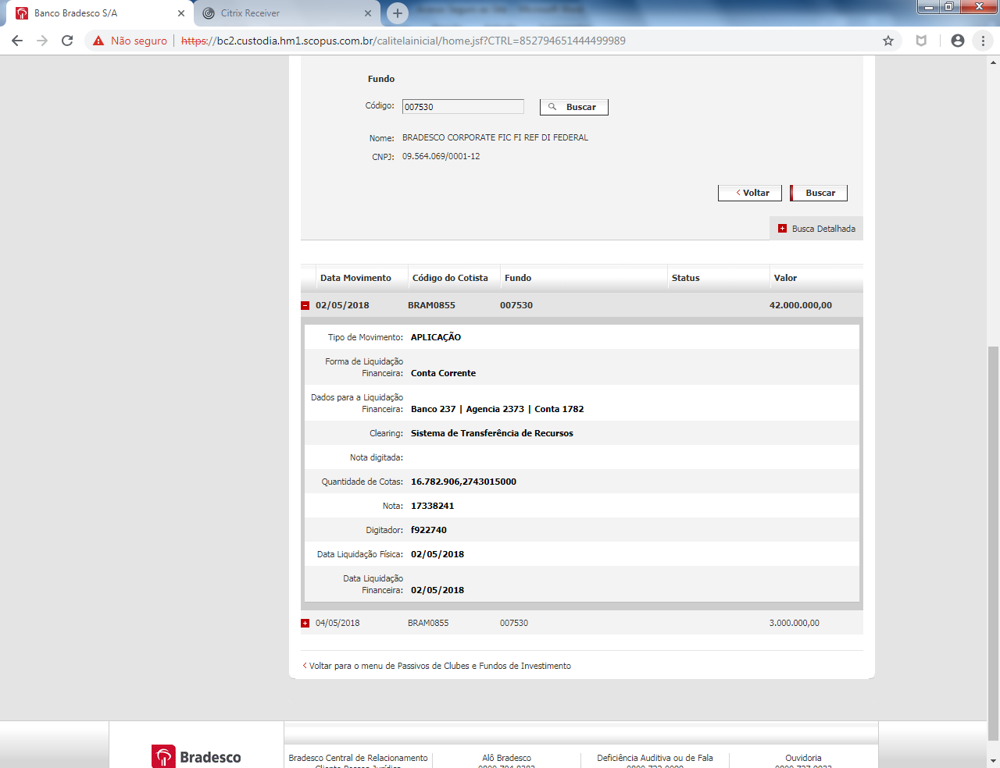 Banco Bradesco S/A
Citrix Receiver
Não seguro https://bc2.custodia.hm1.scopus.com.br/calitelainicial/home.jsf?CTRL=852794651444499989
Fundo
Código: 007530 Buscar
Nome: BRADESCO CORPORATE FIC FI REF DI FEDERAL
CNPJ: 09.564.069/0001-12
< Voltar Buscar
Busca Detalhada
Data Movimento Código do Cotista Fundo Status Valor
02/05/2018 BRAM0855 007530 42.000.000,00
Tipo de Movimento: APLICAÇÃO
Forma de Liquidação
Financeira: Conta Corrente
Dados para a Liquidação
Financeira: Banco 237 | Agencia 2373 | Conta 1782
Clearing: Sistema de Transferência de Recursos
Nota digitada:
Quantidade de Cotas: 16.782.906,2743015000
Nota: 17338241
Digitador: f922740
Data Liquidação Física: 02/05/2018
Data Liquidação
Financeira: 02/05/2018
04/05/2018 BRAM0855 007530 3.000.000,00
< Voltar para o menu de Passivos de Clubes e Fundos de Investimento
Bradesco
Bradesco Central de Relacionamento Alô Bradesco Deficiência Auditiva ou de Fala Ouvidoria